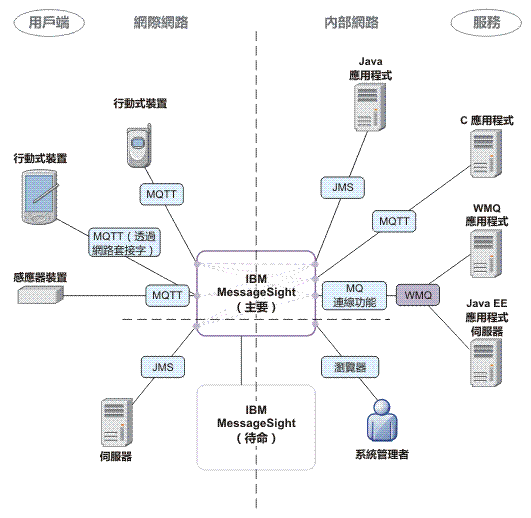 用戶端
網際網路
內部網路
服務
Java
應用程式
行動式裝置
C 應用程式
行動式裝置
MQTT
JMS
MQTT
WMQ
應用程式
MQTT（透過
網路套接字）
感應器裝置
MQTT
IBM
MessageSight
（主要）
MQ
連線功能
WMQ
Java EE
應用程式
伺服器
JMS
瀏覽器
IBM
MessageSight
（待命）
伺服器
系統管理者